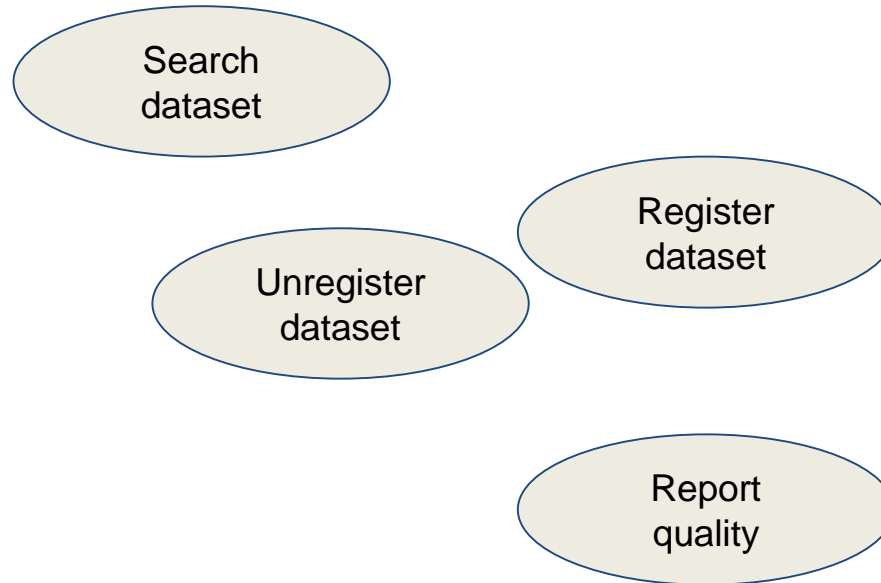 Search
dataset
Register
dataset
Unregister
dataset
Report
quality